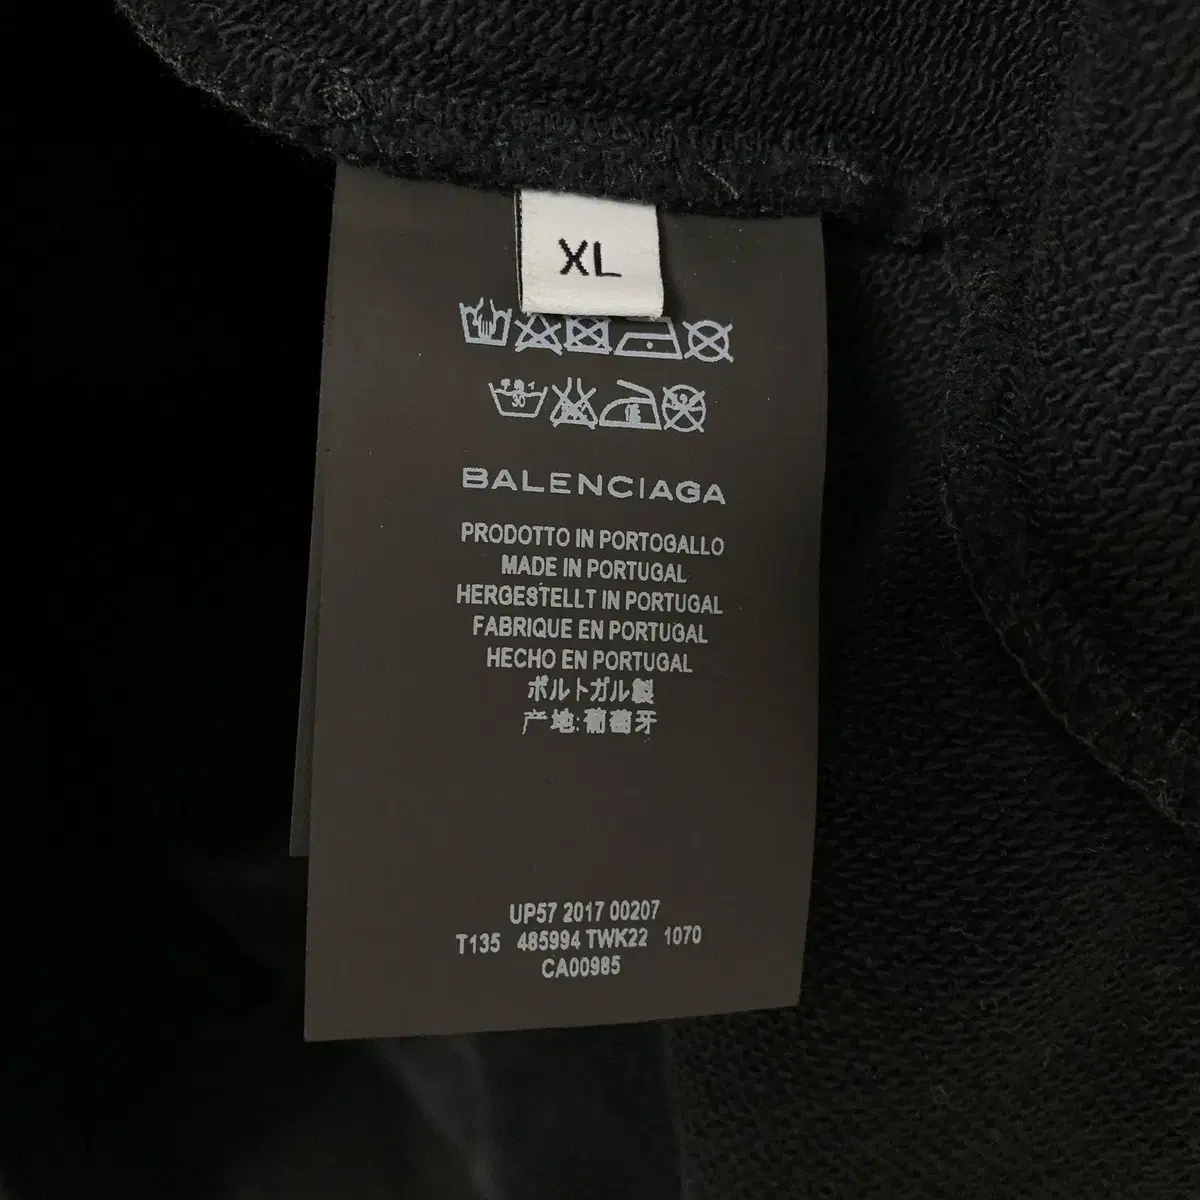 XL
30
BALENCIAGA
PRODOTTO IN PORTOGALLO
MADE IN PORTUGAL
HERGESTELLT IN PORTUGAL
FABRIQUE EN PORTUGAL
HECHO EN PORTUGAL
ポルトガル製
产地:葡萄牙
UP57 2017 00207
T135 485994 TWK22 1070
CA00985